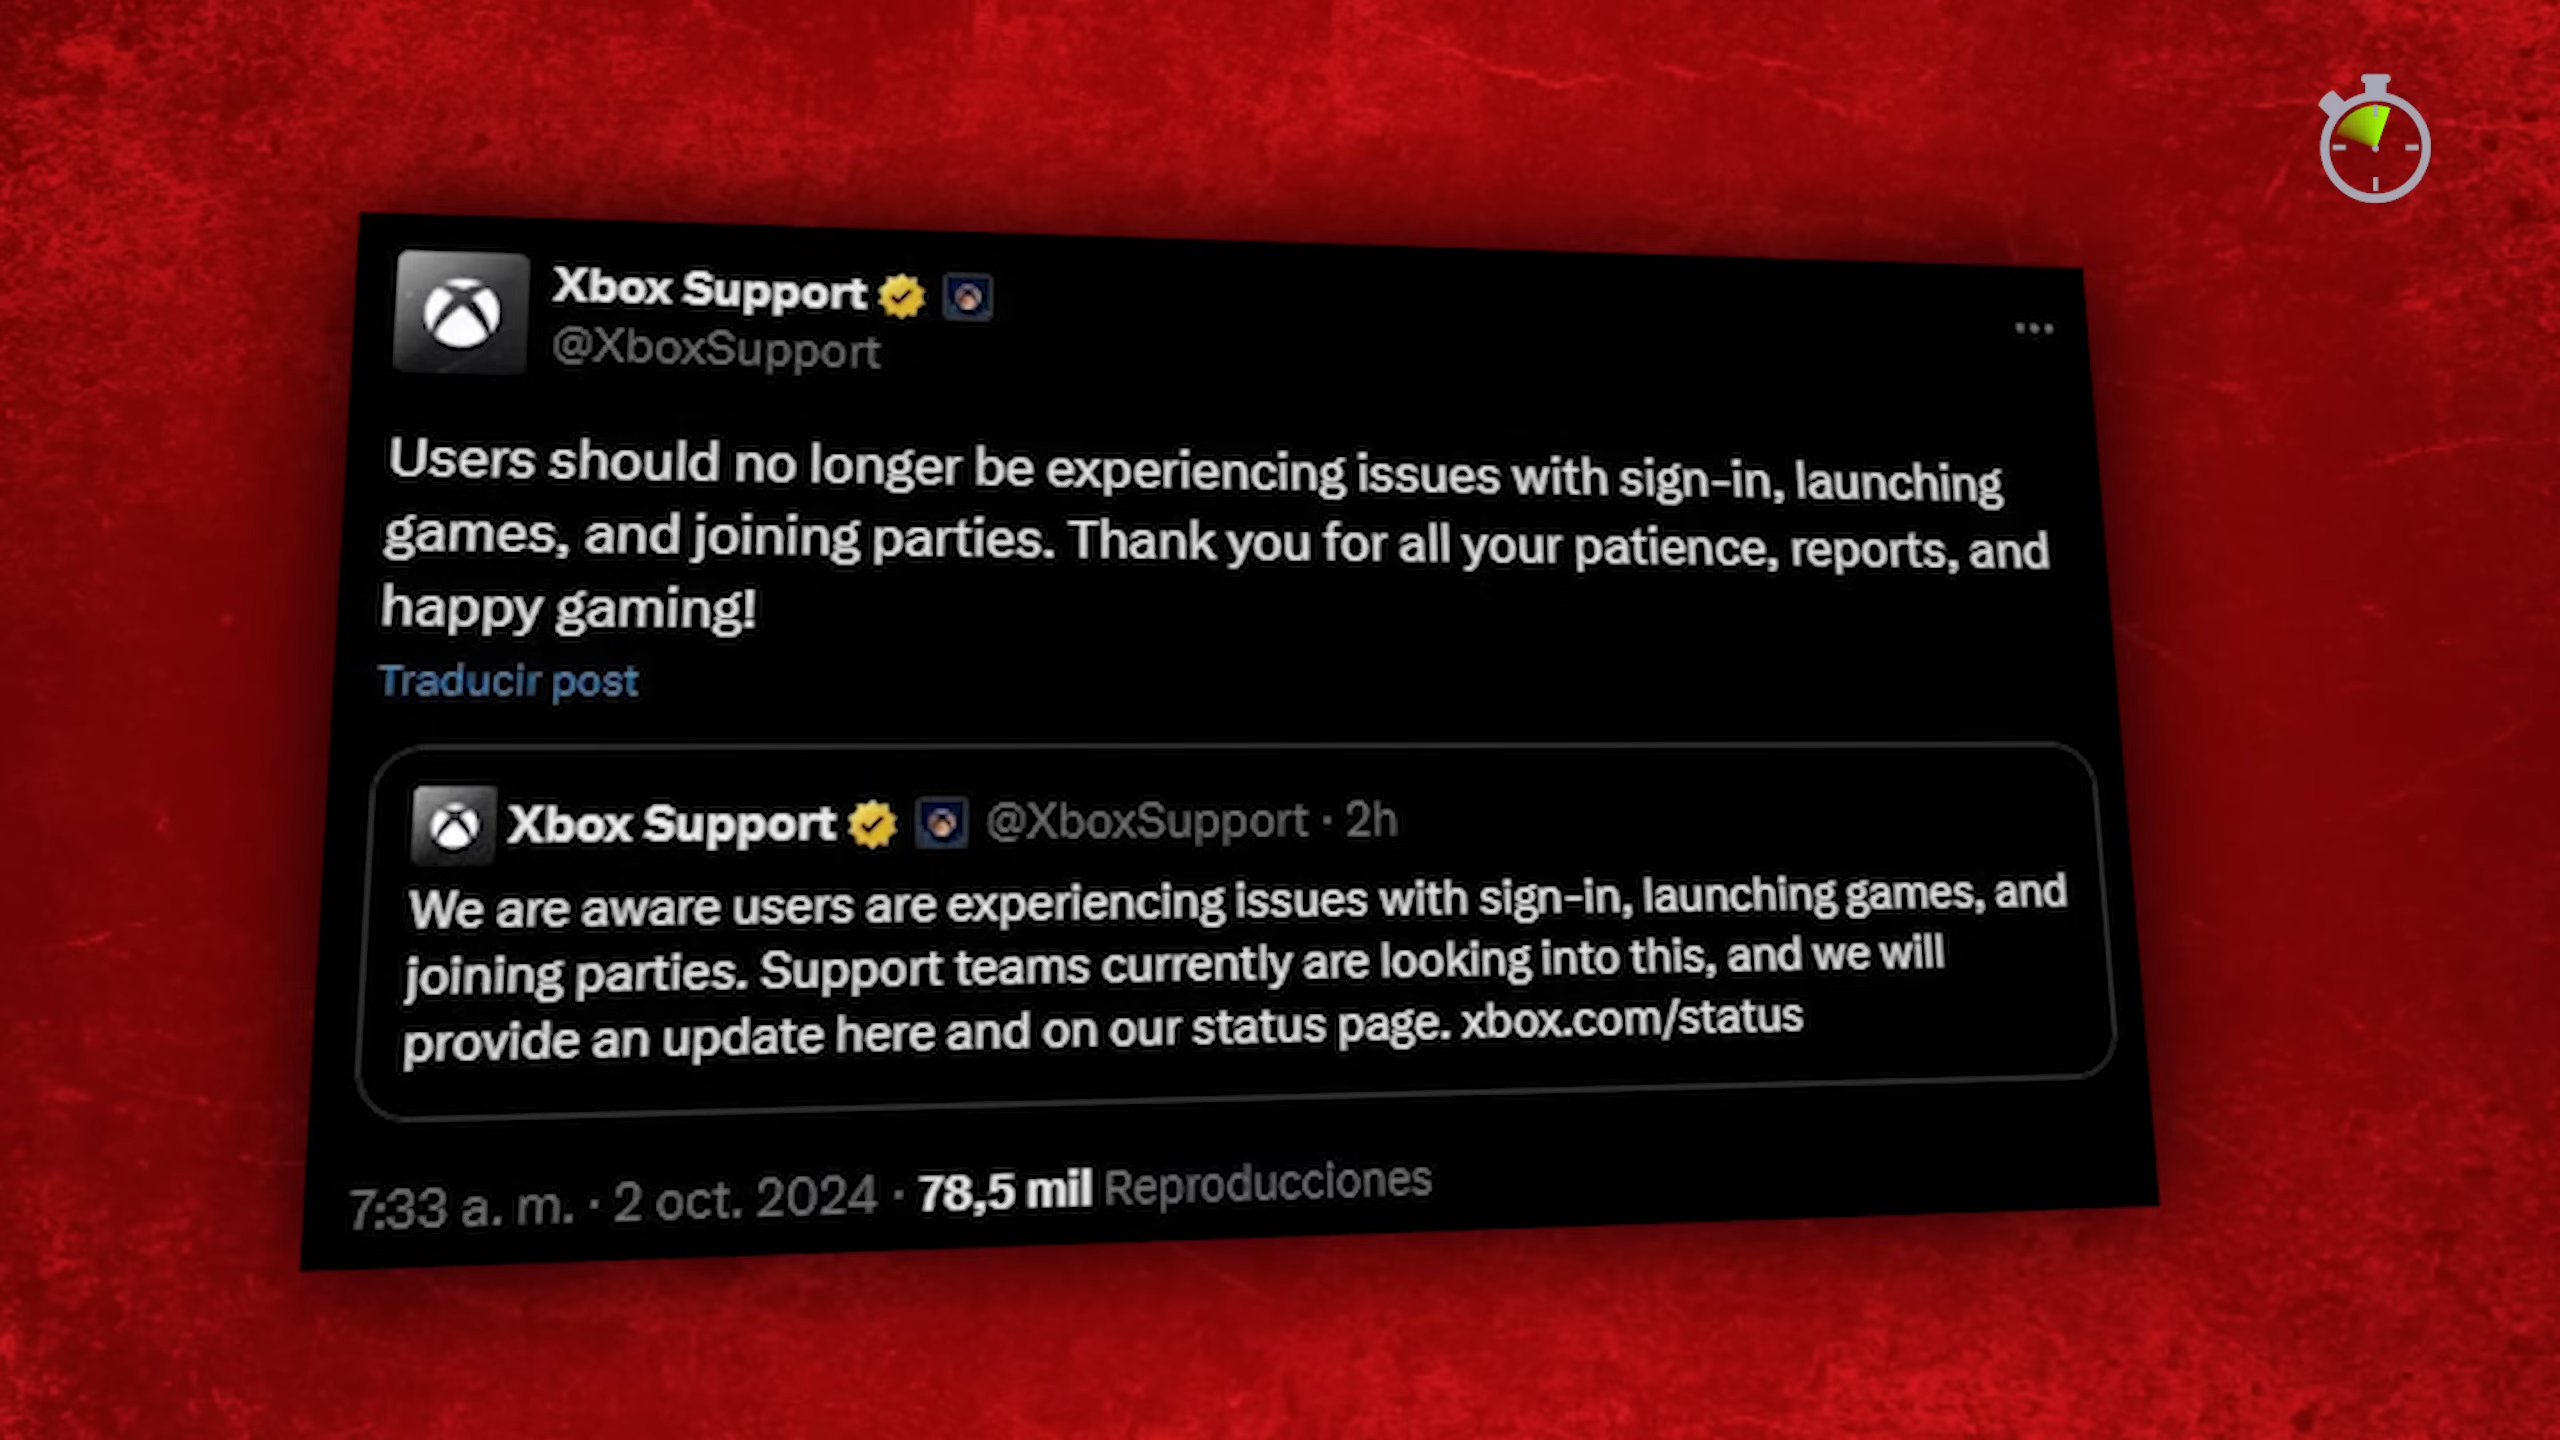 Xbox Support
@XboxSupport
Users should no longer be experiencing issues with sign-in, launching
games, and joining parties. Thank you for all your patience, reports, and
happy gaming!
Traducir post
Xbox Support @XboxSupport · 2h
We are aware users are experiencing issues with sign-in, launching games, and
joining parties. Support teams currently are looking into this, and we will
provide an update here and on our status page. xbox.com/status
7:33 a. m. · 2 oct. 2024 · 78,5 mil Reproducciones